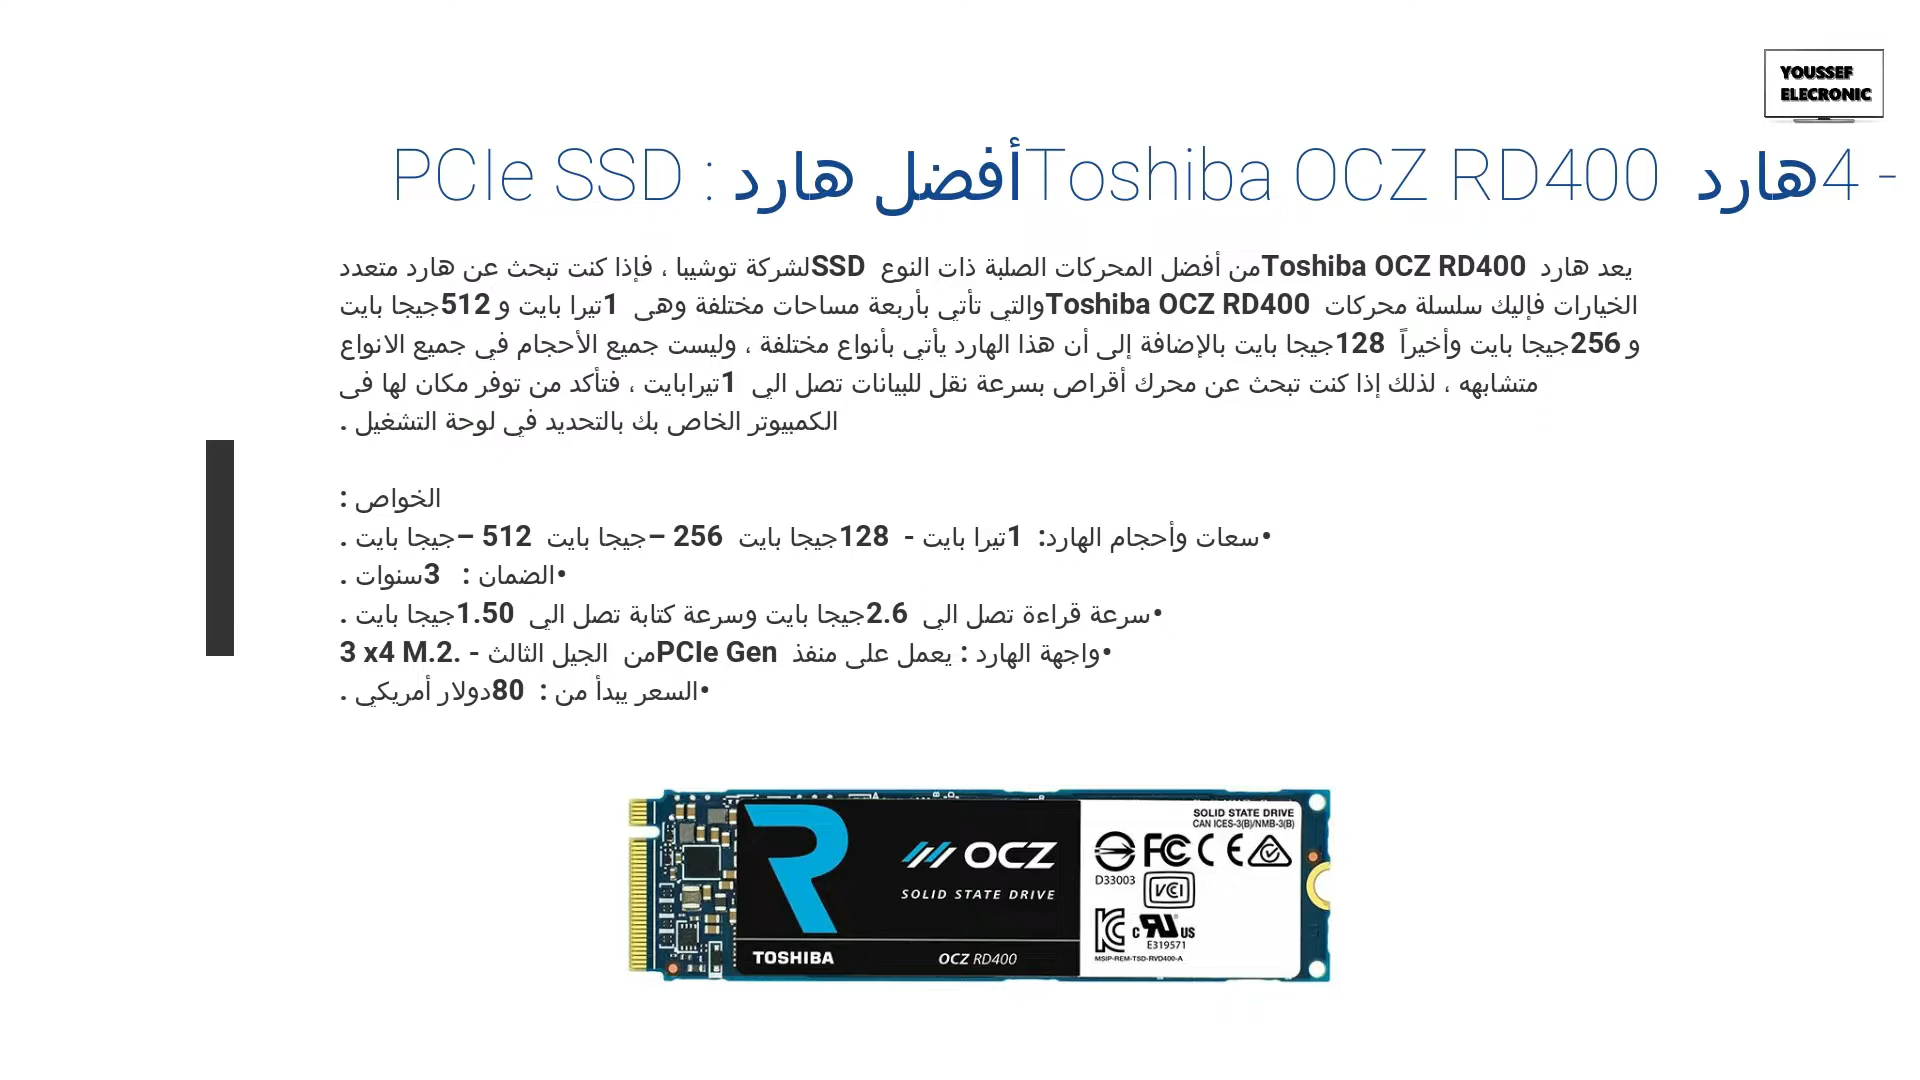 YOUSSEF
ELECRONIC
4- هارد Toshiba OCZ RD400 أفضل هارد PCIe SSD :
يعد هارد Toshiba OCZ RD400 من أفضل المحركات الصلبة ذات النوع SSD لشركة توشيبا ، فإذا كنت تبحث عن هارد متعدد
الخيارات فإليك سلسلة محركات Toshiba OCZ RD400 والتي تأتي بأربعة مساحات مختلفة وهى 1 تيرا بايت و 512 جيجا بايت
و 256 جيجا بايت وأخيراً 128 جيجا بايت بالإضافة إلى أن هذا الهارد يأتي بأنواع مختلفة ، وليست جميع الأحجام في جميع الانواع
متشابهه ، لذلك إذا كنت تبحث عن محرك أقراص بسرعة نقل للبيانات تصل الي 1 تيرابايت ، فتأكد من توفر مكان لها فى
الكمبيوتر الخاص بك بالتحديد في لوحة التشغيل .
الخواص :
•سعات وأحجام الهارد: 1 تيرا بايت - 128 جيجا بايت – 256 جيجا بايت – 512 جيجا بايت .
•الضمان : 3 سنوات .
•سرعة قراءة تصل الي 2.6 جيجا بايت وسرعة كتابة تصل الي 1.50 جيجا بايت .
•واجهة الهارد : يعمل على منفذ PCIe Gen من الجيل الثالث - 3 x4 M.2.
•السعر يبدأ من : 80 دولار أمريكي .
SOLID STATE DRIVE
CAN ICES-3(B)/NMB-3(B)
OCZ
SOLID STATE DRIVE
FC CE
D33003
VCI
c UR US
E319571
MSIP-REM-TSD-RVD400-A
TOSHIBA
OCZ RD400